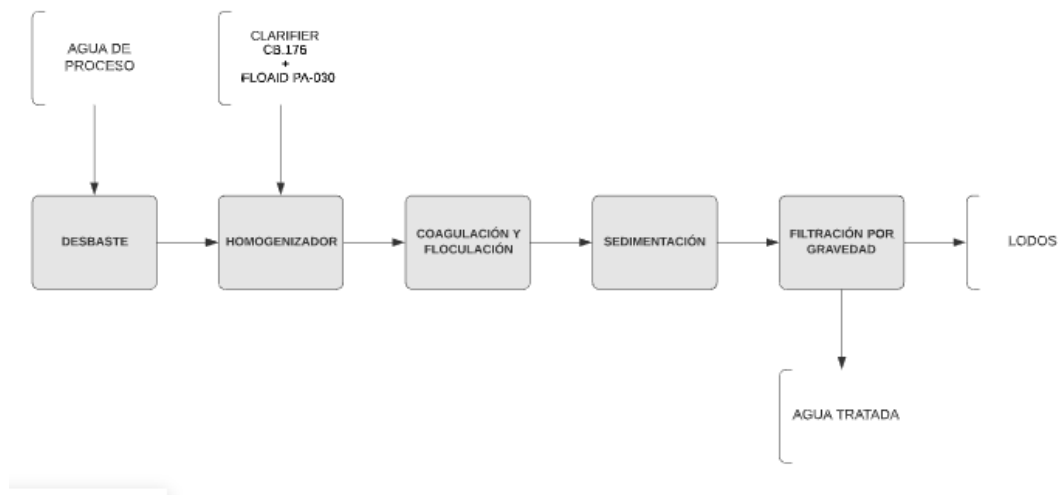 AGUA DE
PROCESO
CLARIFIER
CB.175
+
FLOAID PA-030
DESBASTE
HOMOGENIZADOR
COAGULACIÓN Y
FLOCULACIÓN
SEDIMENTACIÓN
FILTRACIÓN POR
GRAVEDAD
LODOS
AGUA TRATADA